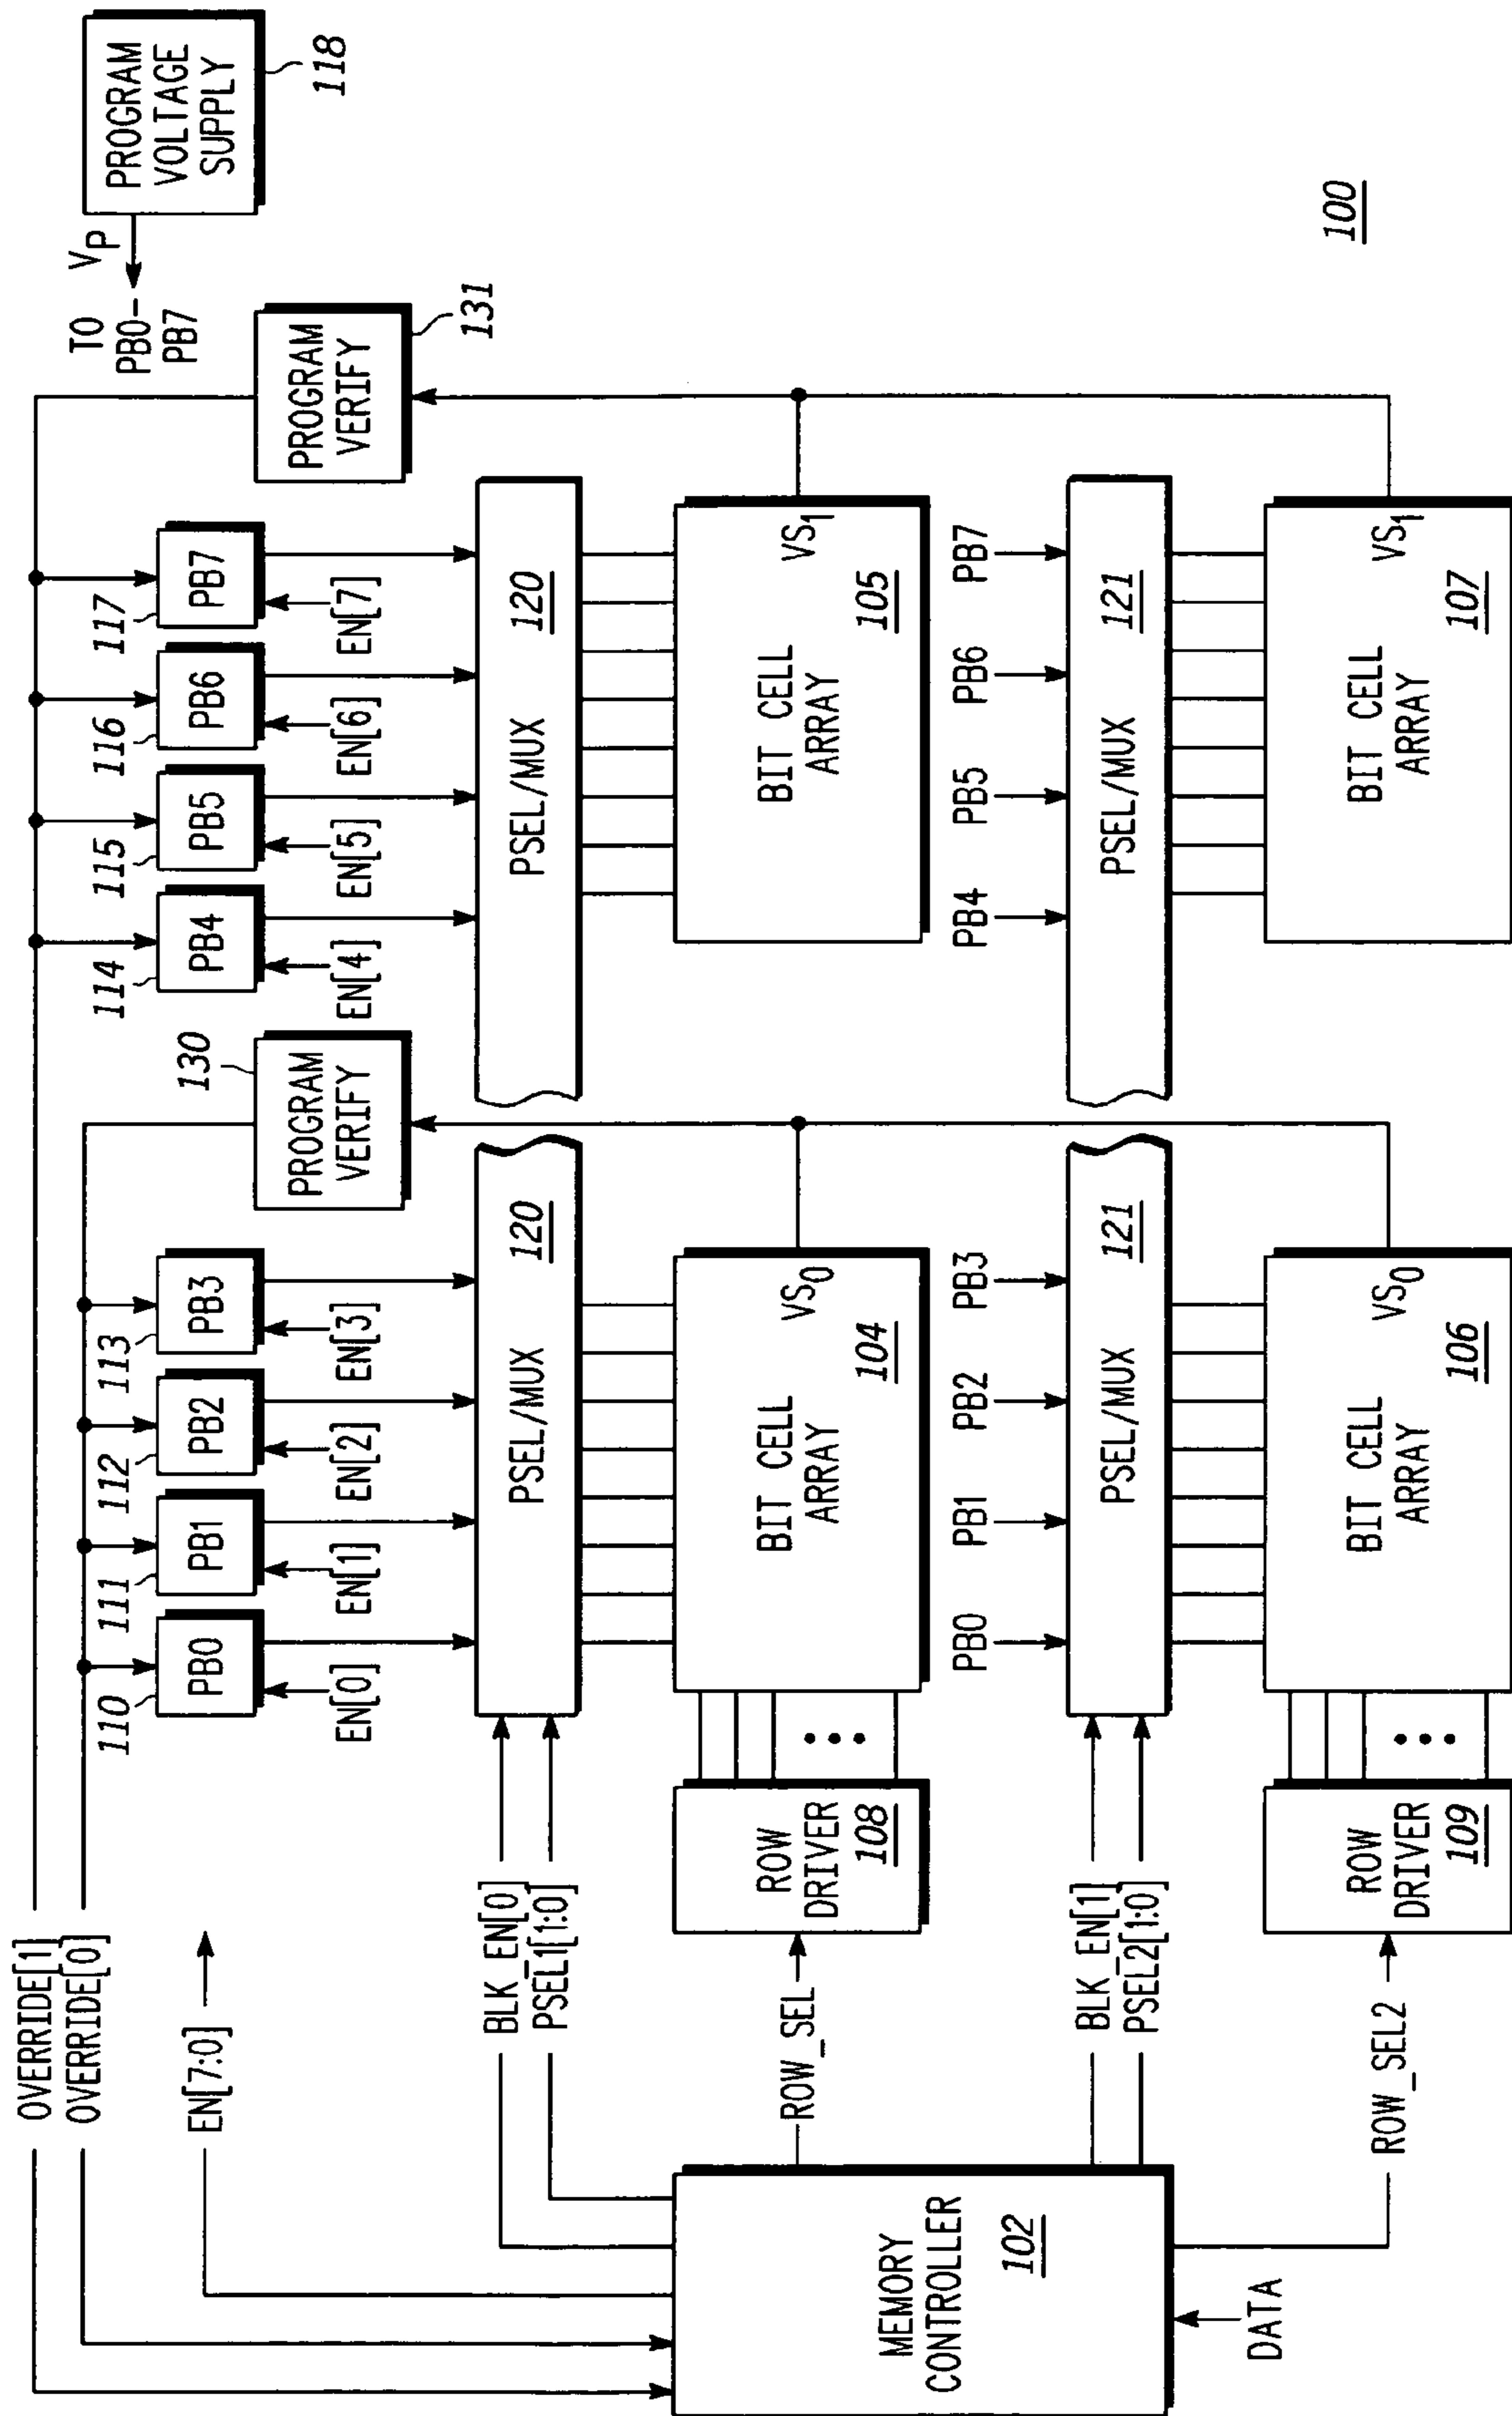 OVERRIDE[1]
OVERRIDE[0]
EN[7:0]
110
111
112
113
PB0
PB1
PB2
PB3
EN[0]
EN[1]
EN[2]
EN[3]
130
PROGRAM
VERIFY
114
115
116
117
PB4
PB5
PB6
PB7
EN[4]
EN[5]
EN[6]
EN[7]
PROGRAM
VERIFY
131
TO
PB0-
PB7
VP
PROGRAM
VOLTAGE
SUPPLY
118
BLK_EN[0]
PSEL1[1:0]
PSEL/MUX
120
PSEL/MUX
120
MEMORY
CONTROLLER
102
DATA
ROW_SEL
ROW
DRIVER
108
BIT CELL
ARRAY
104
VS0
BIT CELL
ARRAY
105
VS1
BLK_EN[1]
PSEL2[1:0]
PB0
PB1
PB2
PB3
PB4
PB5
PB6
PB7
PSEL/MUX
121
PSEL/MUX
121
ROW_SEL2
ROW
DRIVER
109
BIT CELL
ARRAY
106
VS0
BIT CELL
ARRAY
107
VS1
100